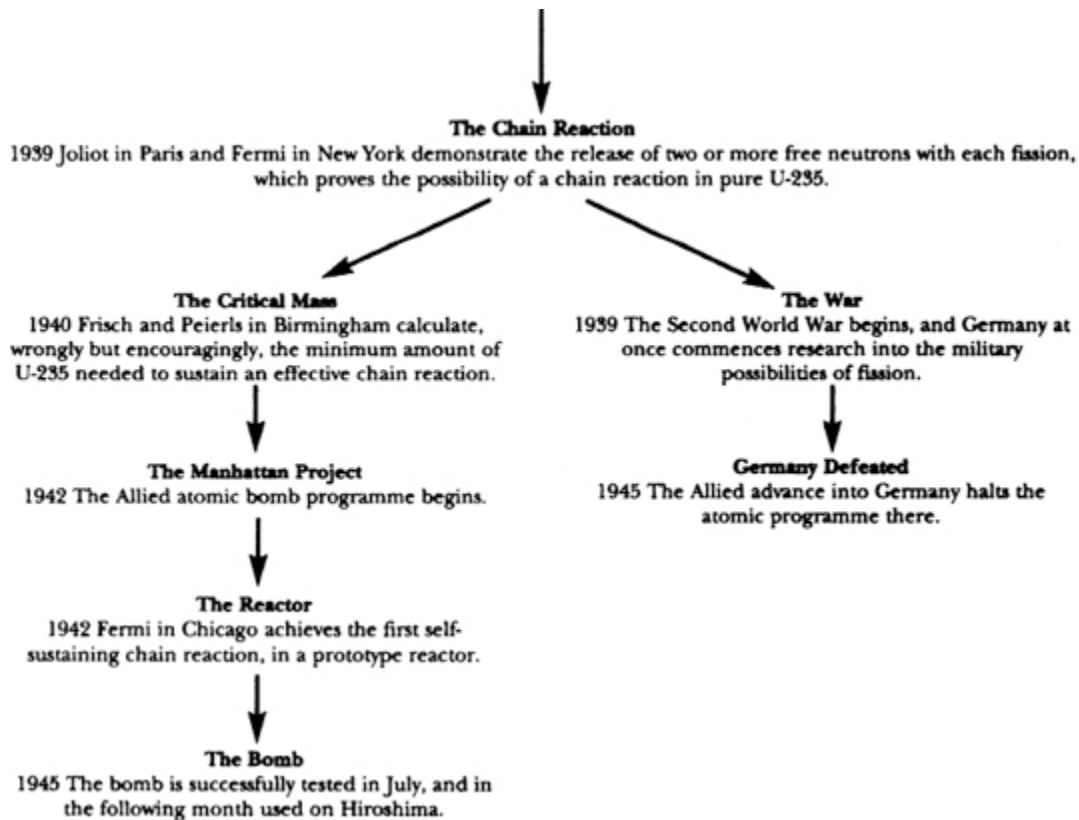 The Chain Reaction
1939 Joliot in Paris and Fermi in New York demonstrate the release of two or more free neutrons with each fission,
which proves the possibility of a chain reaction in pure U-235.
The Critical Mass
1940 Frisch and Peierls in Birmingham calculate,
wrongly but encouragingly, the minimum amount of
U-235 needed to sustain an effective chain reaction.
The Manhattan Project
1942 The Allied atomic bomb programme begins.
The Reactor
1942 Fermi in Chicago achieves the first self-
sustaining chain reaction, in a prototype reactor.
The Bomb
1945 The bomb is successfully tested in July, and in
the following month used on Hiroshima.
The War
1939 The Second World War begins, and Germany at
once commences research into the military
possibilities of fission.
Germany Defeated
1945 The Allied advance into Germany halts the
atomic programme there.